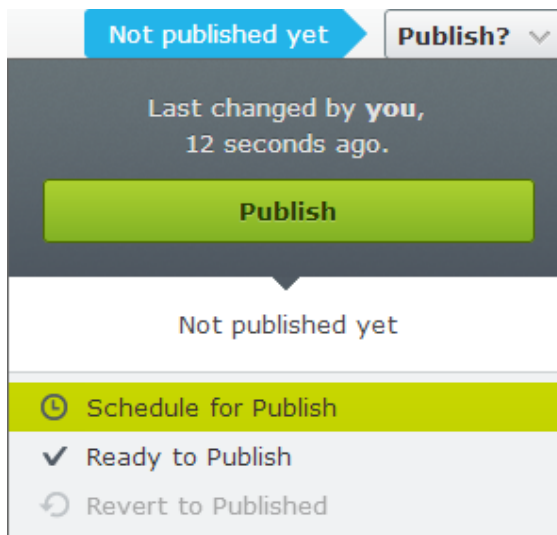 Not published yet
Publish?
Last changed by you,
12 seconds ago.
Publish
Not published yet
Schedule for Publish
Ready to Publish
Revert to Published